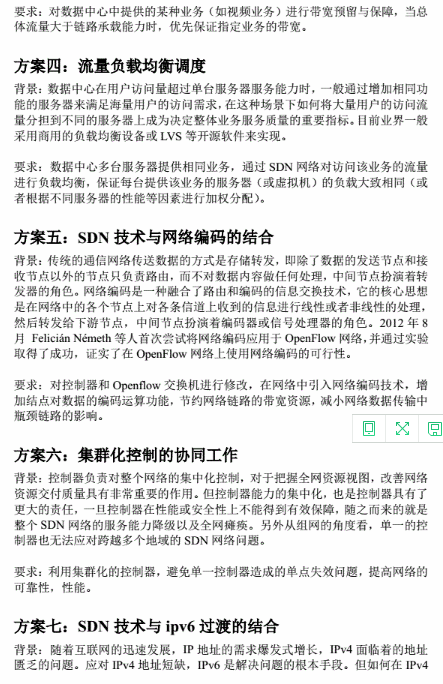 要求：对数据中心中提供的某种业务（如视频业务）进行带宽预留与保障，当总
体流量大于链路承载能力时，优先保证指定业务的带宽。
方案四：流量负载均衡调度
背景：数据中心在用户访问量超过单台服务器服务能力时，一般通过增加相同功
能的服务器来满足海量用户的访问需求，在这种场景下如何将大量用户的访问流
量分担到不同的服务器上成为决定整体业务服务质量的重要指标。目前业界一般
采用商用的负载均衡设备或 LVS 等开源软件来实现。
要求：数据中心多台服务器提供相同业务，通过 SDN 网络对访问该业务的流量
进行负载均衡，保证每台提供该业务的服务器（或虚拟机）的负载大致相同（或
者根据不同服务器的性能等因素进行加权分配）。
方案五：SDN 技术与网络编码的结合
背景：传统的通信网络传送数据的方式是存储转发，即除了数据的发送节点和接
收节点以外的节点只负责路由，而不对数据内容做任何处理，中间节点扮演着转
发器的角色。网络编码是一种融合了路由和编码的信息交换技术，它的核心思想
是在网络中的各个节点上对各条信道上收到的信息进行线性或者非线性的处理，
然后转发给下游节点，中间节点扮演着编码器或信号处理器的角色。2012 年 8
月 Felicián Németh 等人首次尝试将网络编码应用于 OpenFlow 网络，并通过实验
取得了成功，证实了在 OpenFlow 网络上使用网络编码的可行性。
要求：对控制器和 Openflow 交换机进行修改，在网络中引入网络编码技术，增
加结点对数据的编码运算功能，节约网络链路的带宽资源，减小网络数据传输中
瓶颈链路的影响。
方案六：集群化控制的协同工作
背景：控制器负责对整个网络的集中化控制，对于把握全网资源视图，改善网络
资源交付质量具有非常重要的作用。但控制器能力的集中化，也是控制器具有了
更大的责任，一旦控制器在性能或安全性上不能得到有效保障，随之而来的就是
整个 SDN 网络的服务能力降级以及全网瘫痪。另外从组网的角度看，单一的控
制器也无法应对跨越多个地域的 SDN 网络问题。
要求：利用集群化的控制器，避免单一控制器造成的单点失效问题，提高网络的
可靠性，性能。
方案七：SDN 技术与 ipv6 过渡的结合
背景：随着互联网的迅速发展，IP 地址的需求爆发式增长，IPv4 面临着的地址
匮乏的问题。应对 IPv4 地址短缺，IPv6 是解决问题的根本手段。但如何在 IPv4